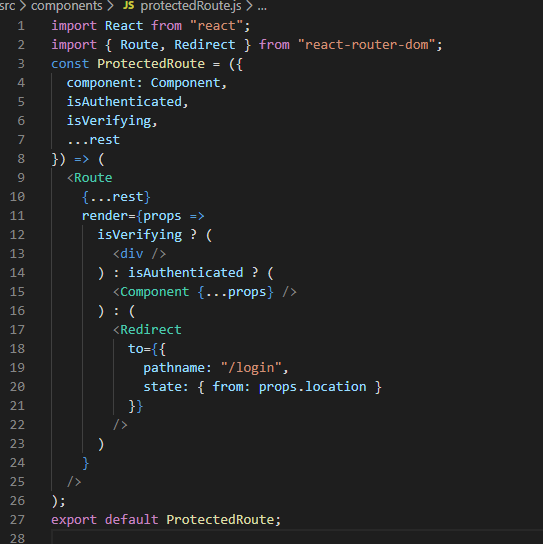 src > components > JS protectedRoute.js > ...
1 import React from "react";
2 import { Route, Redirect } from "react-router-dom";
3 const ProtectedRoute = ({
4   component: Component,
5   isAuthenticated,
6   isVerifying,
7   ...rest
8 }) => (
9   <Route
10     {...rest}
11     render={props =>
12       isVerifying ? (
13         <div />
14       ) : isAuthenticated ? (
15         <Component {...props} />
16       ) : (
17         <Redirect
18           to={{
19             pathname: "/login",
20             state: { from: props.location }
21           }}
22         />
23       )
24     }
25   />
26 );
27 export default ProtectedRoute;
28